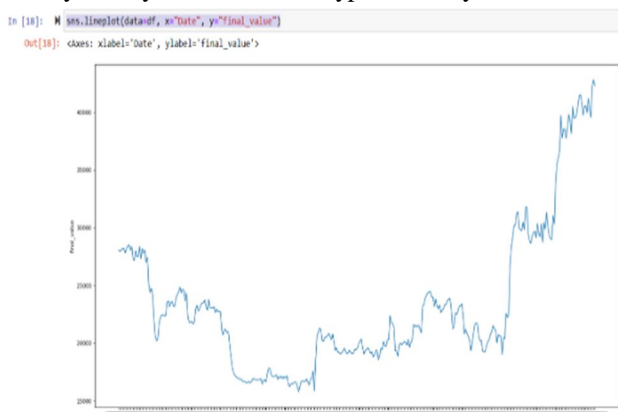 In [18]: sns.lineplot(data=df, x="Date", y="final_value")
Out[18]: <Axes: xlabel='Date', ylabel='final_value'>
40000
35000
30000
final_value
25000
20000
15000